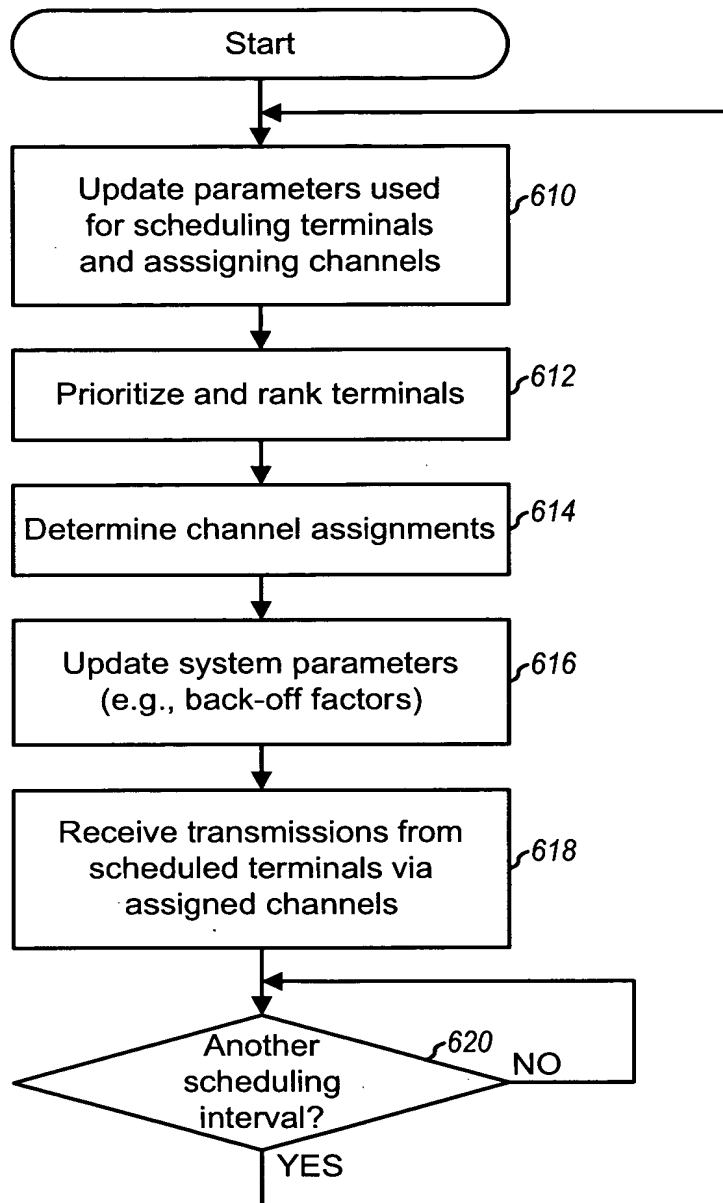 Start
Update parameters used
for scheduling terminals
and asssigning channels
610
Prioritize and rank terminals
612
Determine channel assignments
614
Update system parameters
(e.g., back-off factors)
616
Receive transmissions from
scheduled terminals via
assigned channels
618
Another
scheduling
interval?
620
NO
YES